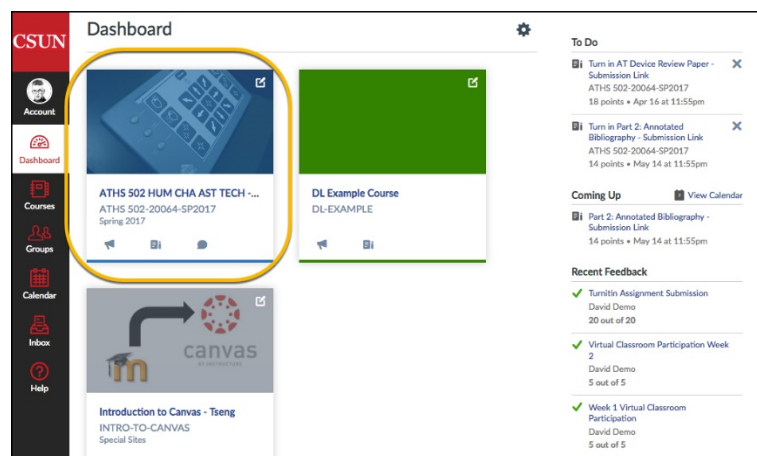 CSUN
Account
Dashboard
Courses
Groups
Calendar
Inbox
Help
Dashboard
ATHS 502 HUM CHA AST TECH -...
ATHS 502-20064-SP2017
Spring 2017
DL Example Course
DL-EXAMPLE
m
canvas
BY INSTRUCTURE
Introduction to Canvas - Tseng
INTRO-TO-CANVAS
Special Sites
To Do
Turn in AT Device Review Paper -
Submission Link
ATHS 502-20064-SP2017
18 points • Apr 16 at 11:55pm
Turn in Part 2: Annotated
Bibliography - Submission Link
ATHS 502-20064-SP2017
14 points • May 14 at 11:55pm
Coming Up View Calendar
Part 2: Annotated Bibliography -
Submission Link
14 points • May 14 at 11:55pm
Recent Feedback
Turnitin Assignment Submission
David Demo
20 out of 20
Virtual Classroom Participation Week
2
David Demo
5 out of 5
Week 1 Virtual Classroom
Participation
David Demo
5 out of 5